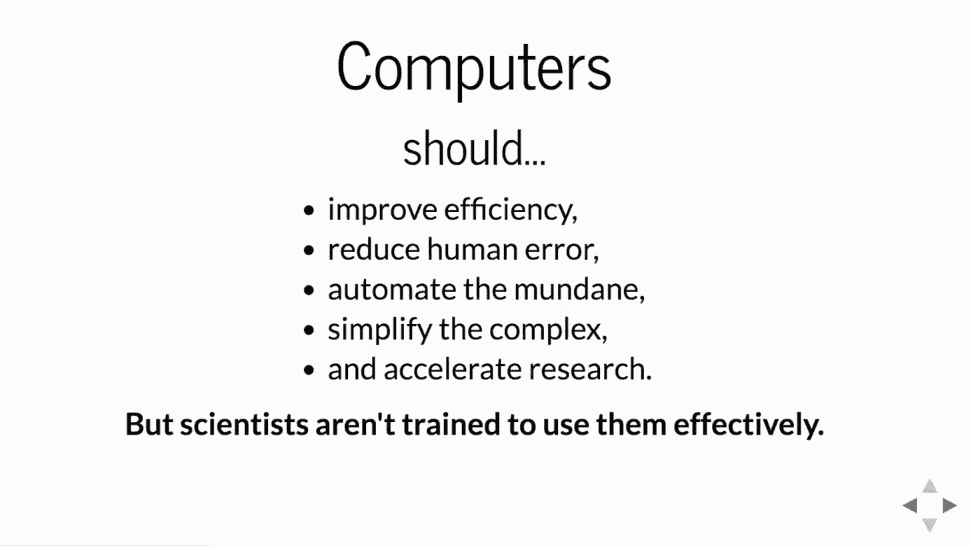 Computers
should...
• improve efficiency,
• reduce human error,
• automate the mundane,
• simplify the complex,
• and accelerate research.
But scientists aren't trained to use them effectively.